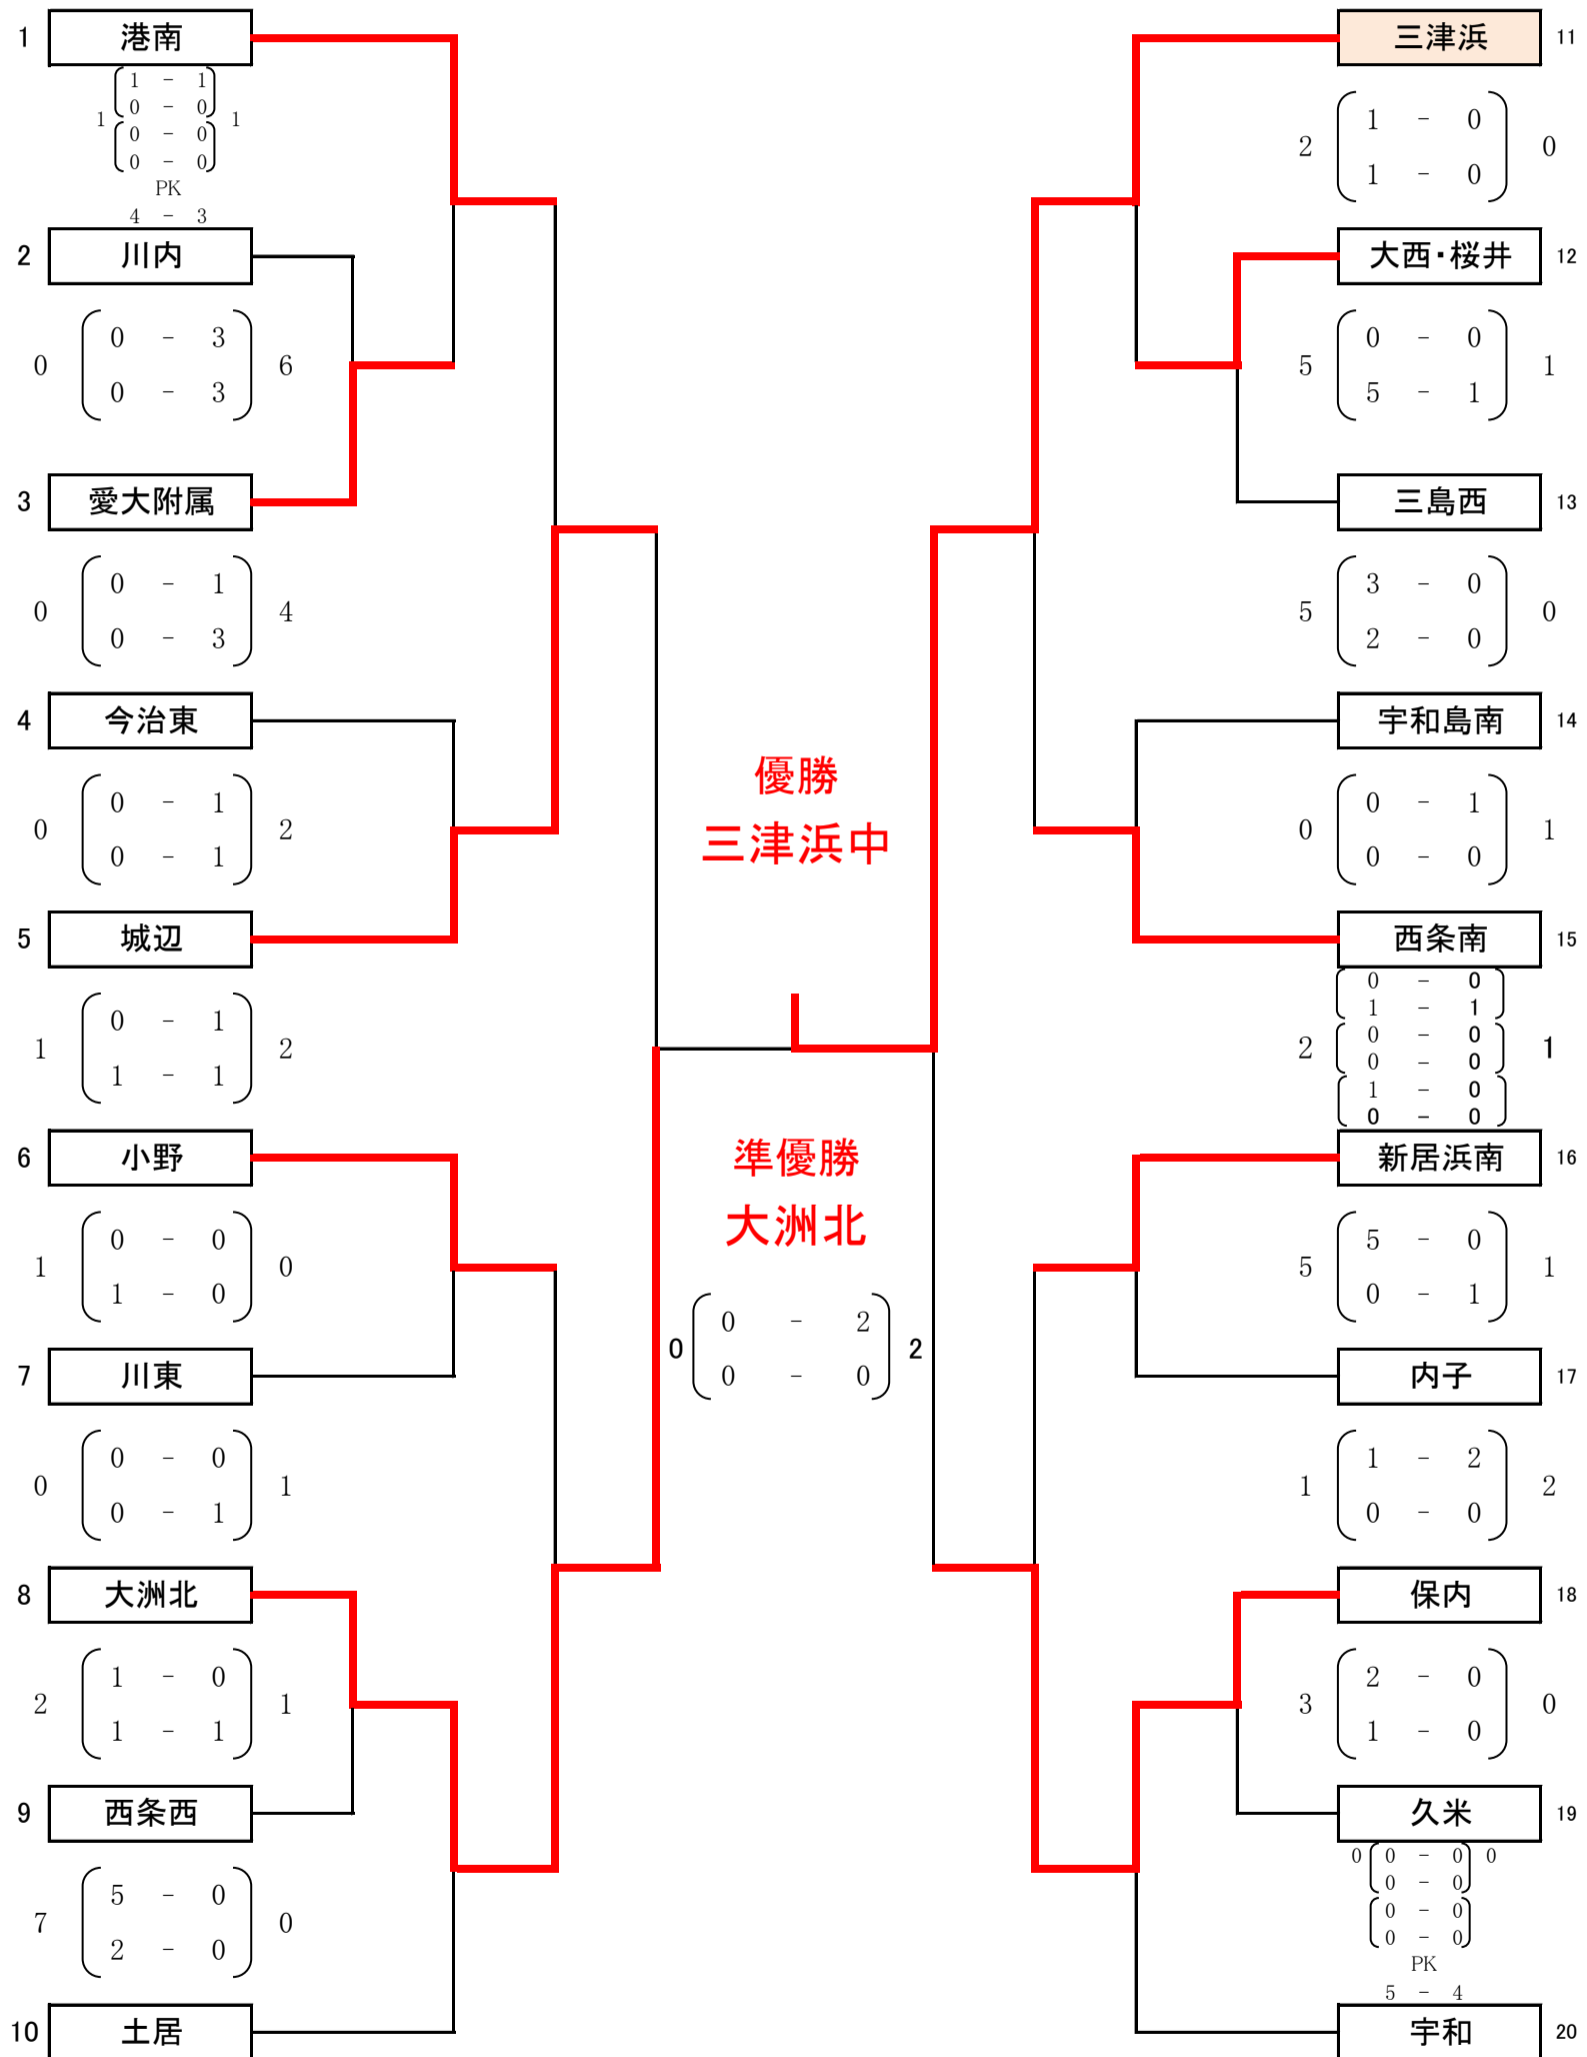 1 港南
1 - 1
0 - 0
1 1
0 - 0
0 - 0
PK
4 - 3
2 川内
0 - 3
0 6
0 - 3
3 愛大附属
0 - 1
0 4
0 - 3
4 今治東
0 - 1
0 2
0 - 1
5 城辺
0 - 1
1 2
1 - 1
6 小野
0 - 0
1 0
1 - 0
7 川東
0 - 0
0 1
0 - 1
8 大洲北
1 - 0
2 1
1 - 1
9 西条西
5 - 0
7 0
2 - 0
10 土居
優勝
三津浜中
準優勝
大洲北
0 - 2
0 2
0 - 0
三津浜 11
1 - 0
2 0
1 - 0
大西・桜井 12
0 - 0
5 1
5 - 1
三島西 13
3 - 0
5 0
2 - 0
宇和島南 14
0 - 1
0 1
0 - 0
西条南 15
0 - 0
1 - 1
0 - 0
2 1
0 - 0
1 - 0
0 - 0
新居浜南 16
5 - 0
5 1
0 - 1
内子 17
1 - 2
1 2
0 - 0
保内 18
2 - 0
3 0
1 - 0
久米 19
0 0 - 0 0
0 - 0
0 - 0
0 - 0
PK
5 - 4
宇和 20